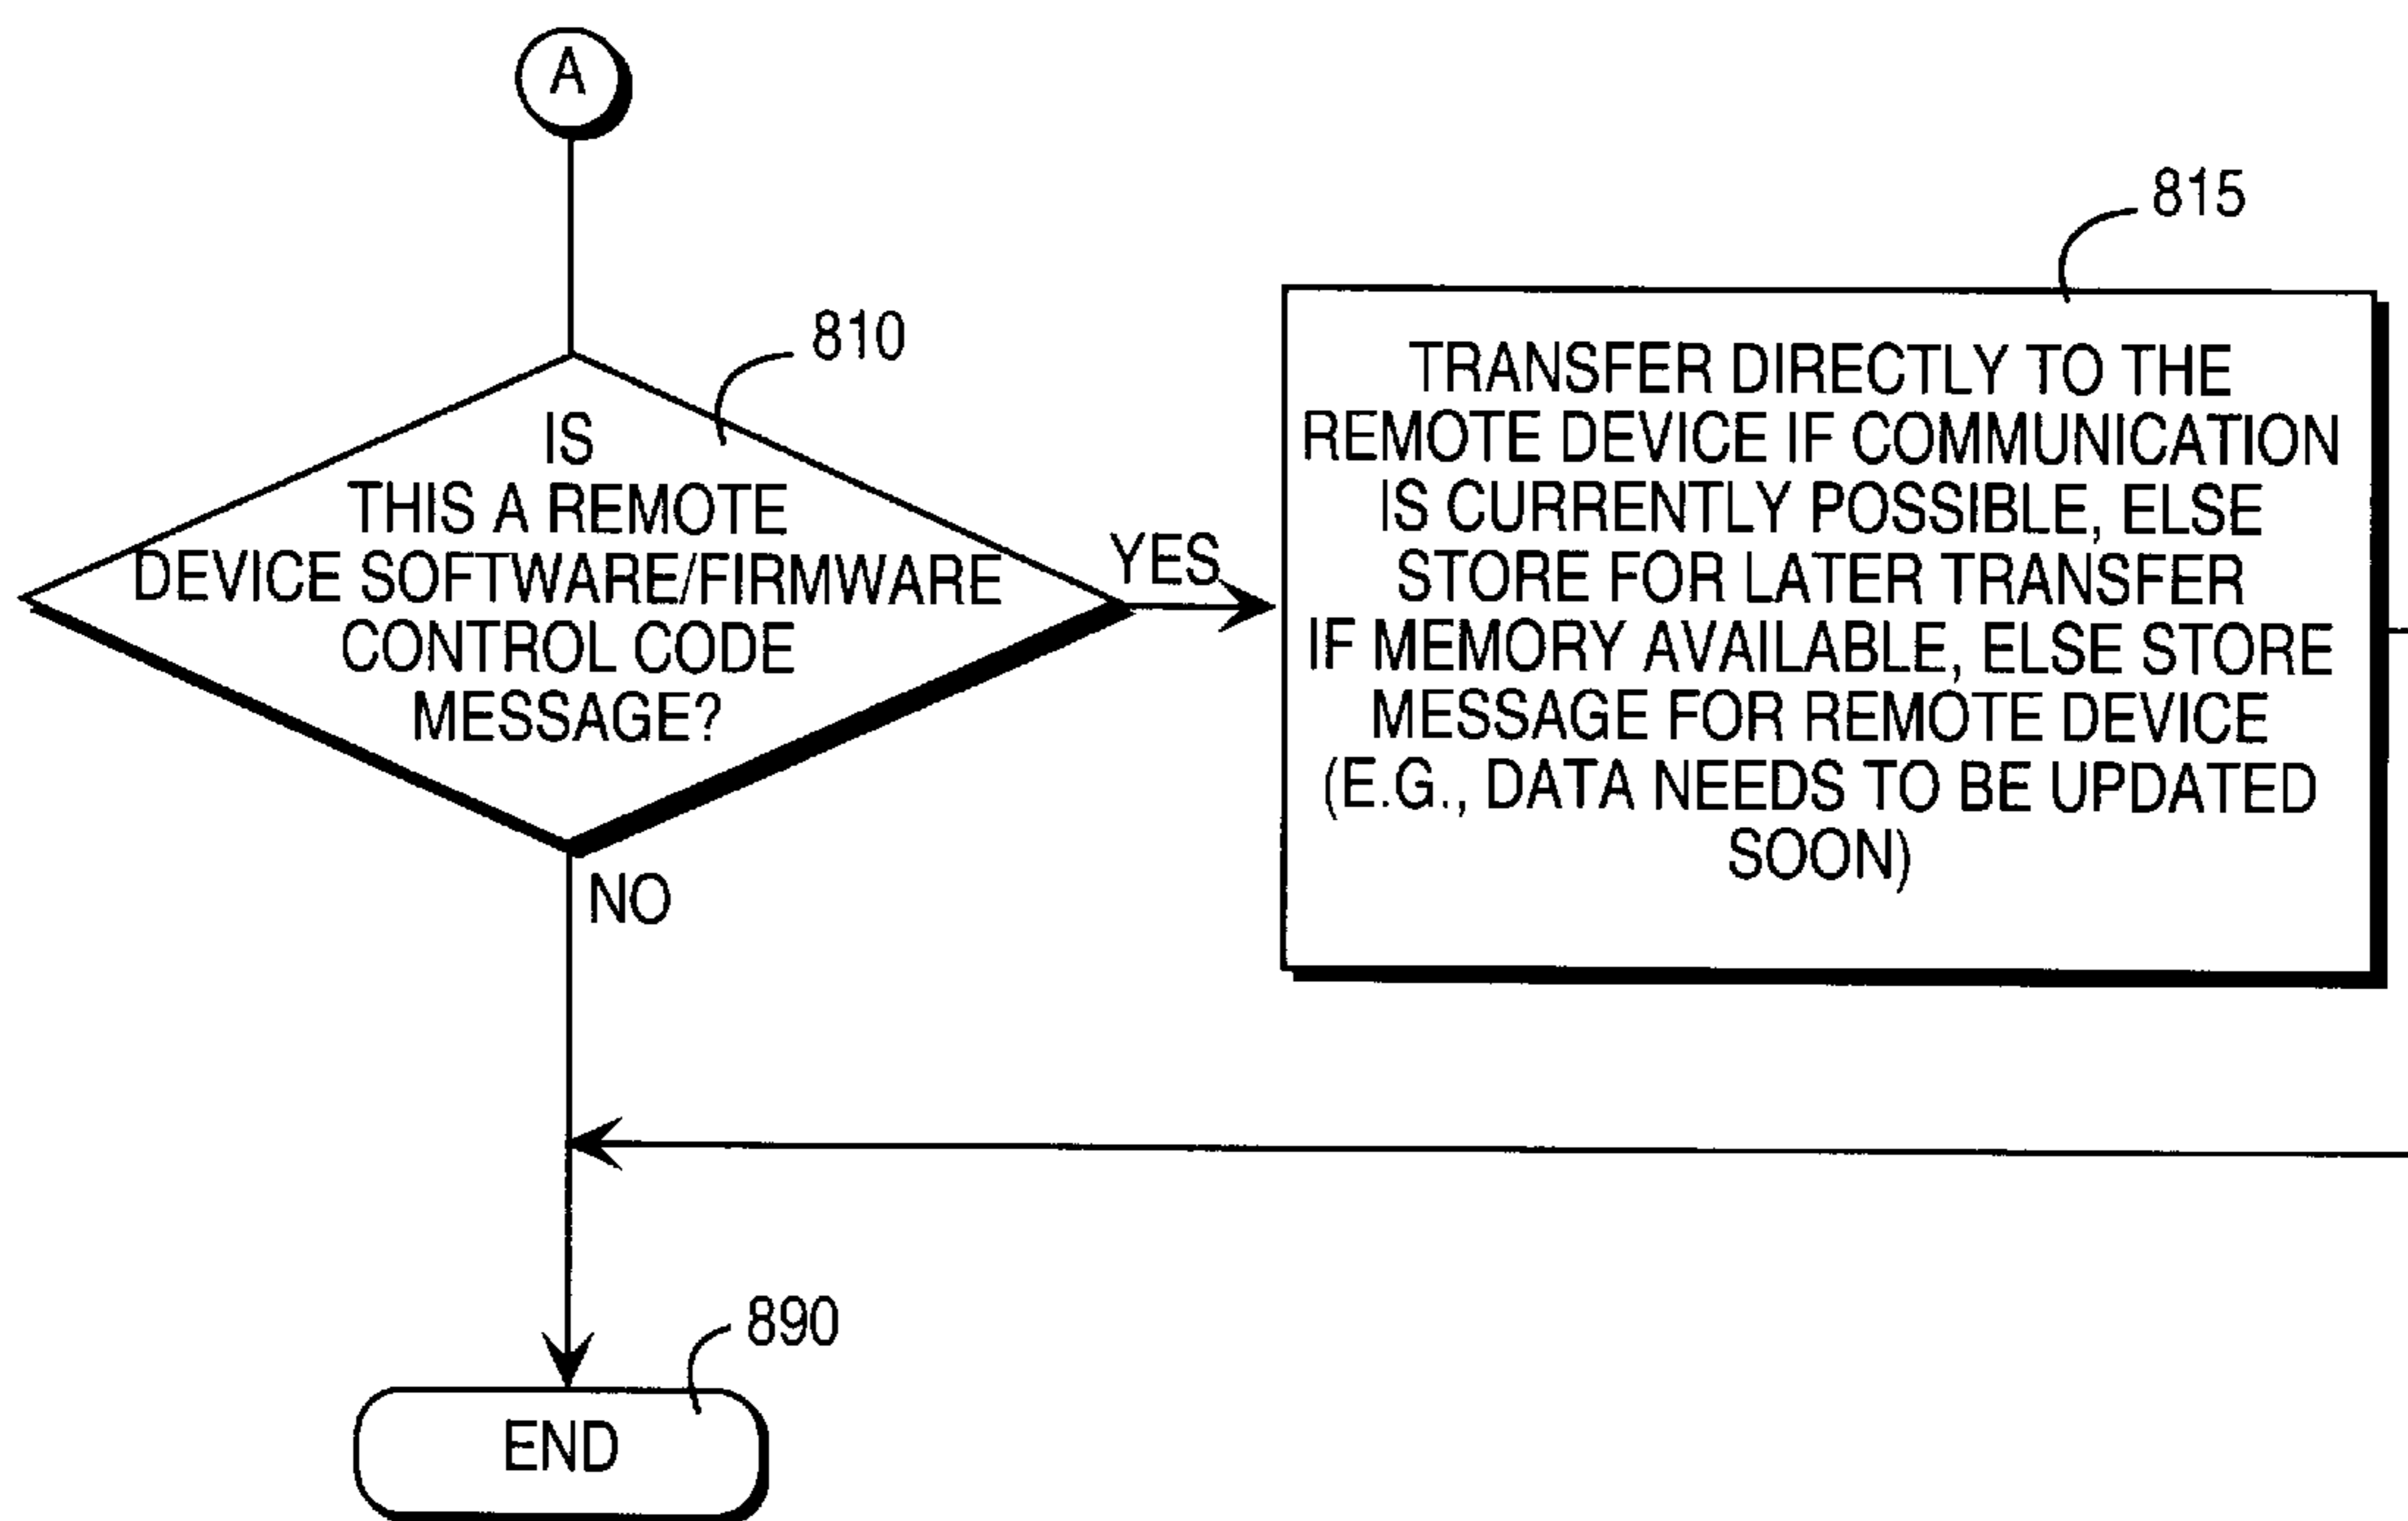 A
810
IS
THIS A REMOTE
DEVICE SOFTWARE/FIRMWARE
CONTROL CODE
MESSAGE?
YES
NO
815
TRANSFER DIRECTLY TO THE
REMOTE DEVICE IF COMMUNICATION
IS CURRENTLY POSSIBLE, ELSE
STORE FOR LATER TRANSFER
IF MEMORY AVAILABLE, ELSE STORE
MESSAGE FOR REMOTE DEVICE
(E.G., DATA NEEDS TO BE UPDATED
SOON)
890
END